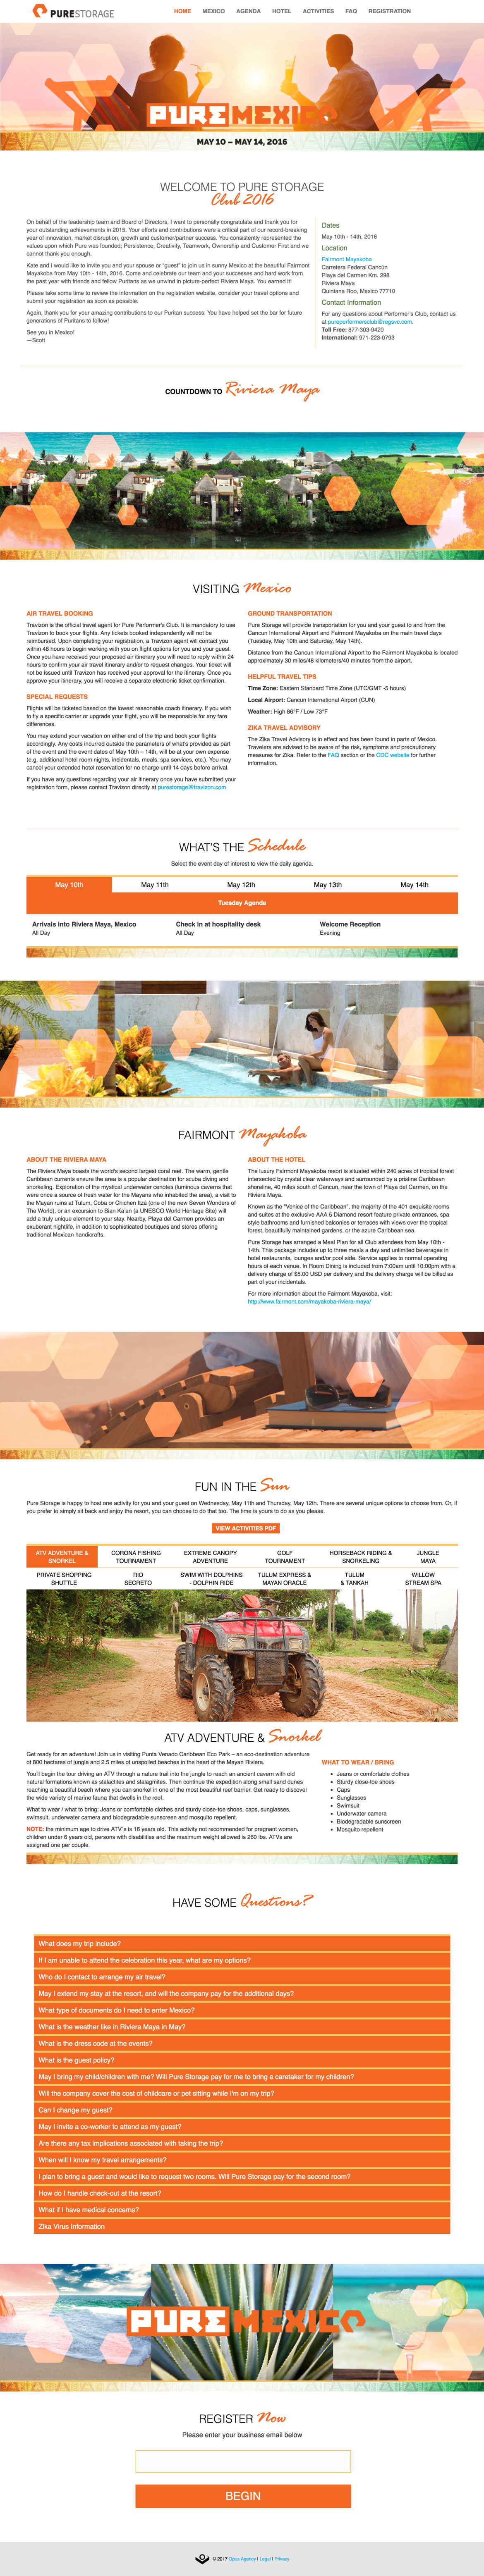 PURESTORAGE
HOME MEXICO AGENDA HOTEL ACTIVITIES FAQ REGISTRATION
PURE MEXICO
MAY 10 – MAY 14, 2016
WELCOME TO PURE STORAGE
Club 2016
On behalf of the leadership team and Board of Directors, I want to personally congratulate and thank you for
your outstanding achievements in 2015. Your efforts and contributions were a critical part of our record-breaking
year of innovation, market disruption, growth and customer/partner success. You consistently represented the
values upon which Pure was founded; Persistence, Creativity, Teamwork, Ownership and Customer First and we
cannot thank you enough.
Kate and I would like to invite you and your spouse or "guest" to join us in sunny Mexico at the beautiful Fairmont
Mayakoba from May 10th - 14th, 2016. Come and celebrate our team and your successes and hard work from
the past year with friends and fellow Puritans as we unwind in picture-perfect Riviera Maya. You earned it!
Please take some time to review the information on the registration website, consider your travel options and
submit your registration as soon as possible.
Again, thank you for your amazing contributions to our Puritan success. You have helped set the bar for future
generations of Puritans to follow!
See you in Mexico!
—Scott
Dates
May 10th - 14th, 2016
Location
Fairmont Mayakoba
Carretera Federal Cancún
Playa del Carmen Km. 298
Riviera Maya
Quintana Roo, Mexico 77710
Contact Information
For any questions about Performer's Club, contact us
at pureperformersclub@regsvc.com.
Toll Free: 877-303-9420
International: 971-223-0793
COUNTDOWN TO Riviera Maya
VISITING Mexico
AIR TRAVEL BOOKING
Travizon is the official travel agent for Pure Performer's Club. It is mandatory to use
Travizon to book your flights. Any tickets booked independently will not be
reimbursed. Upon completing your registration, a Travizon agent will contact you
within 48 hours to begin working with you on flight options for you and your guest.
Once you have received your proposed air itinerary you will need to reply within 24
hours to confirm your air travel itinerary and/or to request changes. Your ticket will
not be issued until Travizon has received your approval for the itinerary. Once you
approve your itinerary, you will receive a separate electronic ticket confirmation.
SPECIAL REQUESTS
Flights will be ticketed based on the lowest reasonable coach itinerary. If you wish
to fly a specific carrier or upgrade your flight, you will be responsible for any fare
differences.
You may extend your vacation on either end of the trip and book your flights
accordingly. Any costs incurred outside the parameters of what's provided as part
of the event and the event dates of May 10th – 14th, will be at your own expense
(e.g. additional hotel room nights, incidentals, meals, spa services, etc.). You may
cancel your extended hotel reservation for no charge until 14 days before arrival.
If you have any questions regarding your air itinerary once you have submitted your
registration form, please contact Travizon directly at purestorage@travizon.com
GROUND TRANSPORTATION
Pure Storage will provide transportation for you and your guest to and from the
Cancun International Airport and Fairmont Mayakoba on the main travel days
(Tuesday, May 10th and Saturday, May 14th).
Distance from the Cancun International Airport to the Fairmont Mayakoba is located
approximately 30 miles/48 kilometers/40 minutes from the airport.
HELPFUL TRAVEL TIPS
Time Zone: Eastern Standard Time Zone (UTC/GMT -5 hours)
Local Airport: Cancun International Airport (CUN)
Weather: High 86°F / Low 73°F
ZIKA TRAVEL ADVISORY
The Zika Travel Advisory is in effect and has been found in parts of Mexico.
Travelers are advised to be aware of the risk, symptoms and precautionary
measures for Zika. Refer to the FAQ section or the CDC website for further
information.
WHAT'S THE Schedule
Select the event day of interest to view the daily agenda.
May 10th May 11th May 12th May 13th May 14th
Tuesday Agenda
Arrivals into Riviera Maya, Mexico Check in at hospitality desk Welcome Reception
All Day All Day Evening
FAIRMONT Mayakoba
ABOUT THE RIVIERA MAYA
The Riviera Maya boasts the world's second largest coral reef. The warm, gentle
Caribbean currents ensure the area is a popular destination for scuba diving and
snorkeling. Exploration of the mystical underwater cenotes (luminous caverns that
were once a source of fresh water for the Mayans who inhabited the area), a visit to
the Mayan ruins at Tulum, Coba or Chichen Itzá (one of the new Seven Wonders of
The World), or an excursion to Sian Ka'an (a UNESCO World Heritage Site) will
add a truly unique element to your stay. Nearby, Playa del Carmen provides an
exuberant nightlife, in addition to sophisticated boutiques and stores offering
traditional Mexican handicrafts.
ABOUT THE HOTEL
The luxury Fairmont Mayakoba resort is situated within 240 acres of tropical forest
intersected by crystal clear waterways and surrounded by a pristine Caribbean
shoreline, 40 miles south of Cancun, near the town of Playa del Carmen, on the
Riviera Maya.
Known as the "Venice of the Caribbean", the majority of the 401 exquisite rooms
and suites at the exclusive AAA 5 Diamond resort feature private entrances, spa
style bathrooms and furnished balconies or terraces with views over the tropical
forest, beautifully maintained gardens, or the azure Caribbean sea.
Pure Storage has arranged a Meal Plan for all Club attendees from May 10th -
14th. This package includes up to three meals a day and unlimited beverages in
hotel restaurants, lounges and/or pool side. Service applies to normal operating
hours of each venue. In Room Dining is included from 7:00am until 10:00pm with a
delivery charge of $5.00 USD per delivery and the delivery charge will be billed as
part of your incidentals.
For more information about the Fairmont Mayakoba, visit:
http://www.fairmont.com/mayakoba-riviera-maya/
FUN IN THE Sun
Pure Storage is happy to host one activity for you and your guest on Wednesday, May 11th and Thursday, May 12th. There are several unique options to choose from. Or, if
you prefer to simply sit back and enjoy the resort, you can choose to do that too. The time is yours to do as you please.
VIEW ACTIVITIES PDF
ATV ADVENTURE & CORONA FISHING EXTREME CANOPY GOLF HORSEBACK RIDING & JUNGLE
SNORKEL TOURNAMENT ADVENTURE TOURNAMENT SNORKELING MAYA
PRIVATE SHOPPING RIO SWIM WITH DOLPHINS TULUM EXPRESS & TULUM WILLOW
SHUTTLE SECRETO - DOLPHIN RIDE MAYAN ORACLE & TANKAH STREAM SPA
ATV ADVENTURE & Snorkel
Get ready for an adventure! Join us in visiting Punta Venado Caribbean Eco Park – an eco-destination adventure
of 800 hectares of jungle and 2.5 miles of unspoiled beaches in the heart of the Mayan Riviera.
You'll begin the tour driving an ATV through a nature trail into the jungle to reach an ancient cavern with old
natural formations known as stalactites and stalagmites. Then continue the expedition along small sand dunes
reaching a beautiful beach where you can snorkel in one of the most beautiful reef barrier. Get ready to discover
the wide variety of marine fauna that dwells in the reef.
What to wear / what to bring: Jeans or comfortable clothes and sturdy close-toe shoes, caps, sunglasses,
swimsuit, underwater camera and biodegradable sunscreen and mosquito repellent.
NOTE: the minimum age to drive ATV´s is 16 years old. This activity not recommended for pregnant women,
children under 6 years old, persons with disabilities and the maximum weight allowed is 260 lbs. ATVs are
assigned one per couple.
WHAT TO WEAR / BRING
• Jeans or comfortable clothes
• Sturdy close-toe shoes
• Caps
• Sunglasses
• Swimsuit
• Underwater camera
• Biodegradable sunscreen
• Mosquito repellent
HAVE SOME Questions?
What does my trip include?
If I am unable to attend the celebration this year, what are my options?
Who do I contact to arrange my air travel?
May I extend my stay at the resort, and will the company pay for the additional days?
What type of documents do I need to enter Mexico?
What is the weather like in Riviera Maya in May?
What is the dress code at the events?
What is the guest policy?
May I bring my child/children with me? Will Pure Storage pay for me to bring a caretaker for my children?
Will the company cover the cost of childcare or pet sitting while I'm on my trip?
Can I change my guest?
May I invite a co-worker to attend as my guest?
Are there any tax implications associated with taking the trip?
When will I know my travel arrangements?
I plan to bring a guest and would like to request two rooms. Will Pure Storage pay for the second room?
How do I handle check-out at the resort?
What if I have medical concerns?
Zika Virus Information
PURE MEXICO
REGISTER Now
Please enter your business email below
BEGIN
© 2017 Opus Agency | Legal | Privacy